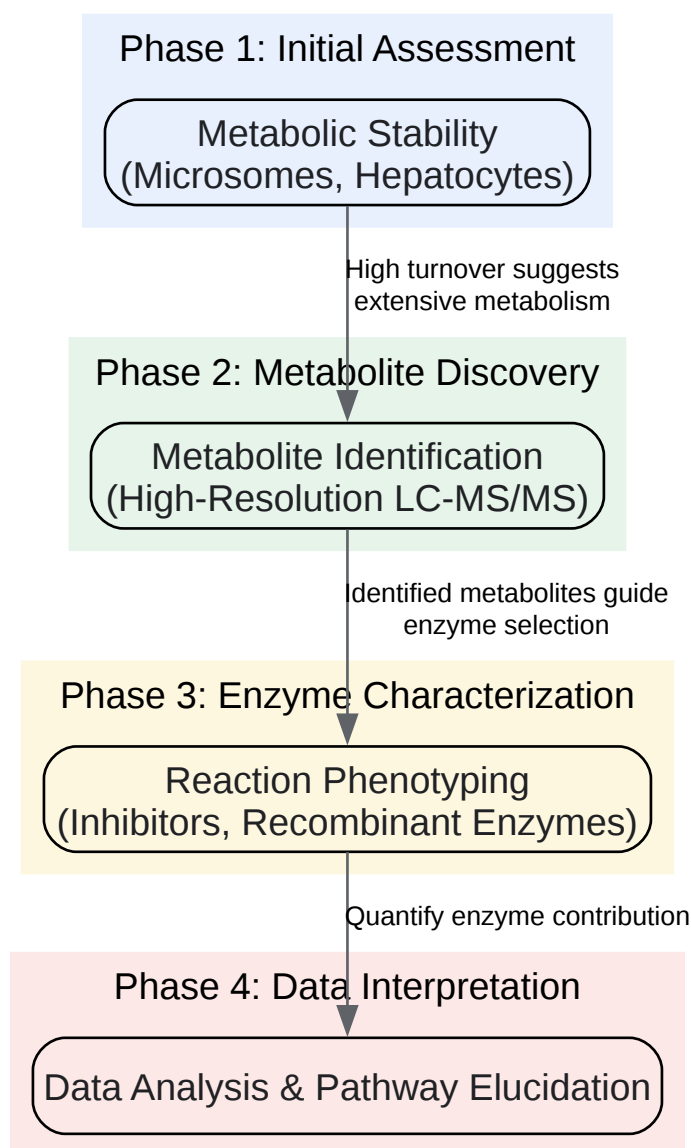 Phase 1: Initial Assessment
Metabolic Stability
(Microsomes, Hepatocytes)
High turnover suggests
extensive metabolism
Phase 2: Metabolite Discovery
Metabolite Identification
(High-Resolution LC-MS/MS)
Identified metabolites guide
enzyme selection
Phase 3: Enzyme Characterization
Reaction Phenotyping
(Inhibitors, Recombinant Enzymes)
Quantify enzyme contribution
Phase 4: Data Interpretation
Data Analysis & Pathway Elucidation